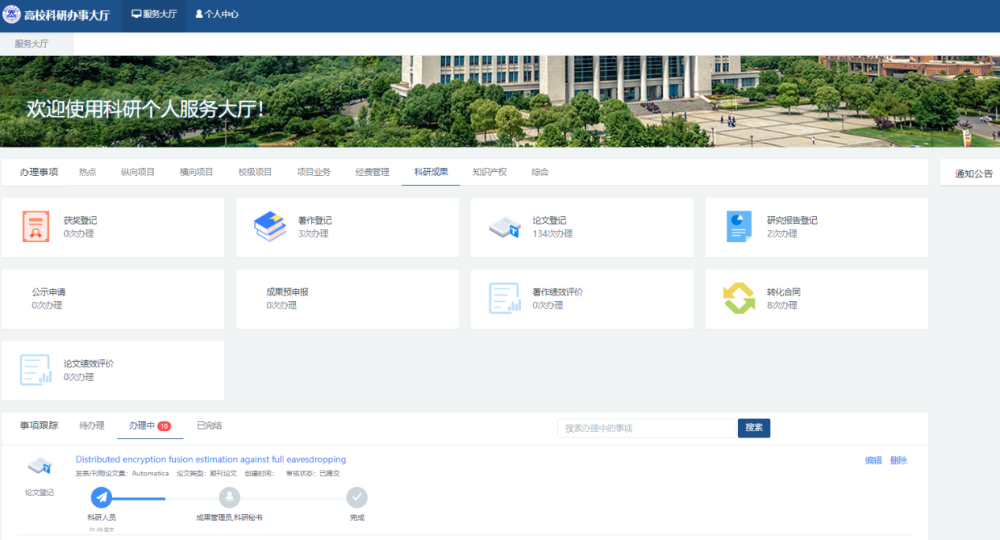 高校科研办事大厅 服务大厅 个人中心
服务大厅
欢迎使用科研个人服务大厅!
办理事项 热点 纵向项目 横向项目 校级项目 项目业务 经费管理 科研成果 知识产权 综合
通知公告
获奖登记
0次办理
著作登记
3次办理
论文登记
134次办理
研究报告登记
2次办理
公示申请
0次办理
成果预申报
0次办理
著作绩效评价
0次办理
转化合同
8次办理
论文绩效评价
0次办理
事项跟踪 待办理 办理中 10 已完结 搜索办理中的事项 搜索
Distributed encryption fusion estimation against full eavesdropping 编辑 删除
发表/刊物论文集: Automatica 论文类型: 期刊论文 创建时间: 审核状态: 已提交
论文登记
科研人员 成果管理员,科研秘书 完成
01-08 提交